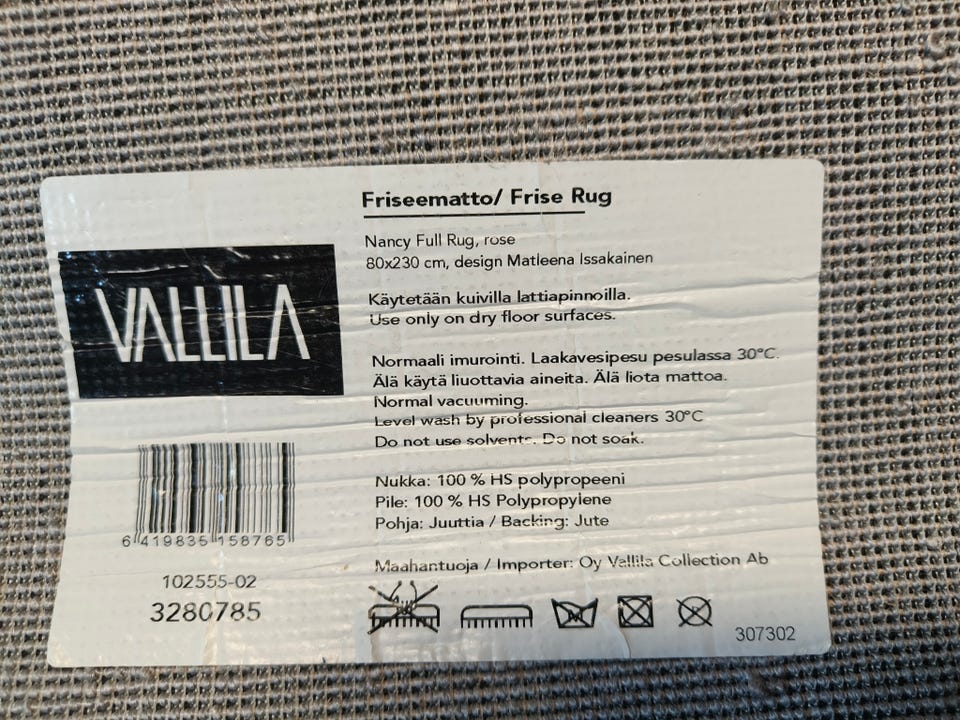 Friseematto/ Frise Rug
Nancy Full Rug, rose
80x230 cm, design Matleena Issakainen
VALLILA
Käytetään kuivilla lattiapinnoilla.
Use only on dry floor surfaces.
Normaali imurointi. Laakavesipesu pesulassa 30°C.
Älä käytä liuottavia aineita. Älä liota mattoa.
Normal vacuuming.
Level wash by professional cleaners 30°C
Do not use solvents. Do not soak.
Nukka: 100 % HS polypropeeni
Pile: 100 % HS Polypropylene
Pohja: Juuttia / Backing: Jute
6 419835 158765
Maahantuoja / Importer: Oy Vallila Collection Ab
102555-02
3280785
307302